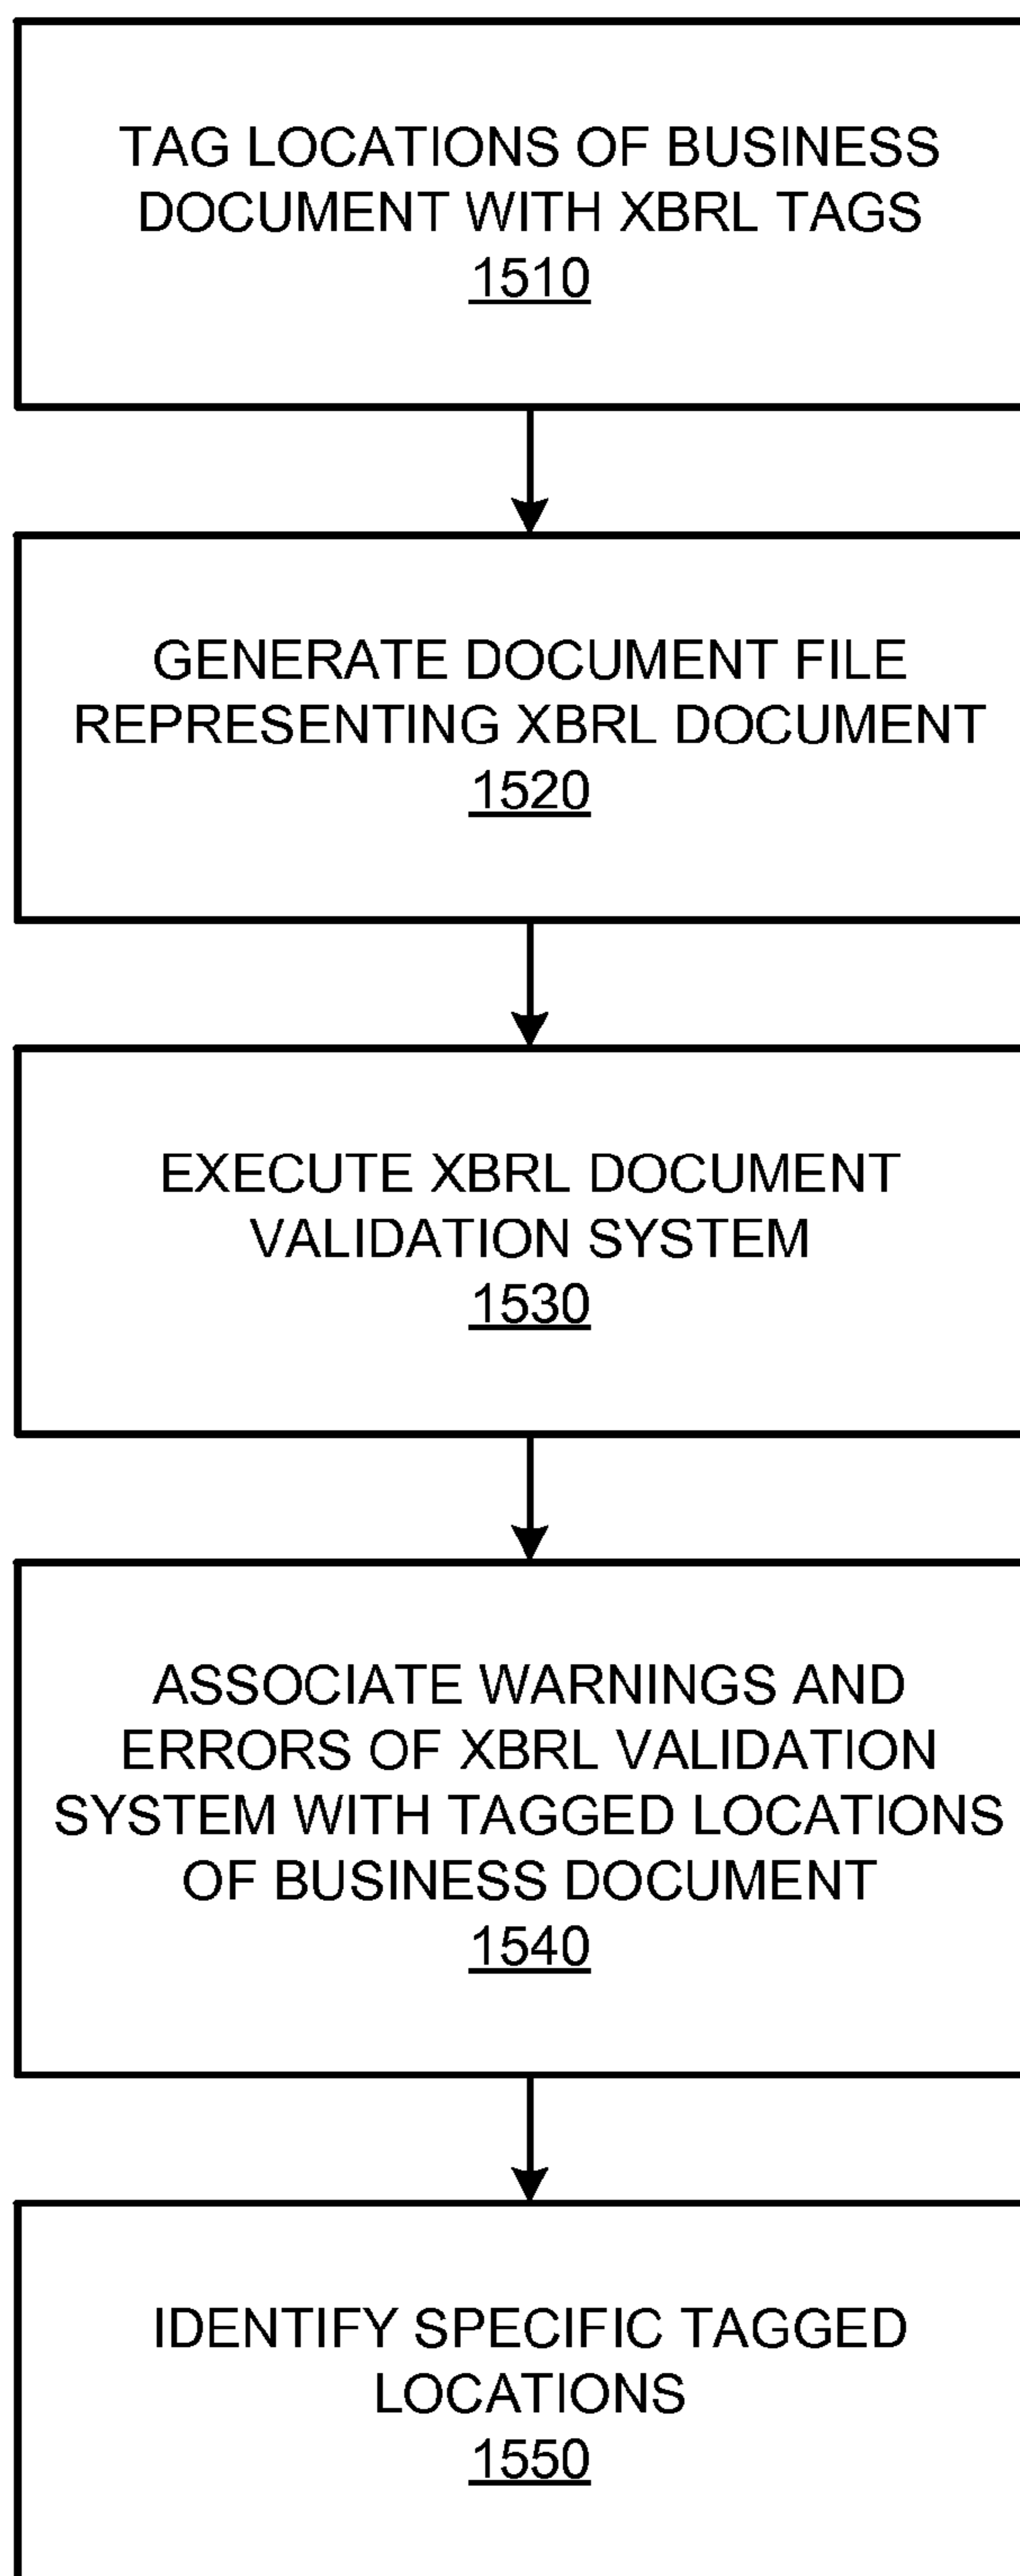 TAG LOCATIONS OF BUSINESS
DOCUMENT WITH XBRL TAGS
1510
GENERATE DOCUMENT FILE
REPRESENTING XBRL DOCUMENT
1520
EXECUTE XBRL DOCUMENT
VALIDATION SYSTEM
1530
ASSOCIATE WARNINGS AND
ERRORS OF XBRL VALIDATION
SYSTEM WITH TAGGED LOCATIONS
OF BUSINESS DOCUMENT
1540
IDENTIFY SPECIFIC TAGGED
LOCATIONS
1550